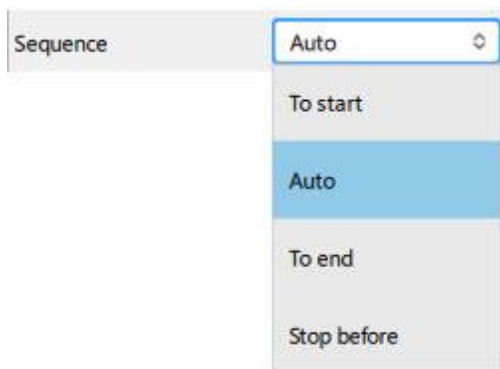 Sequence
Auto
To start
Auto
To end
Stop before